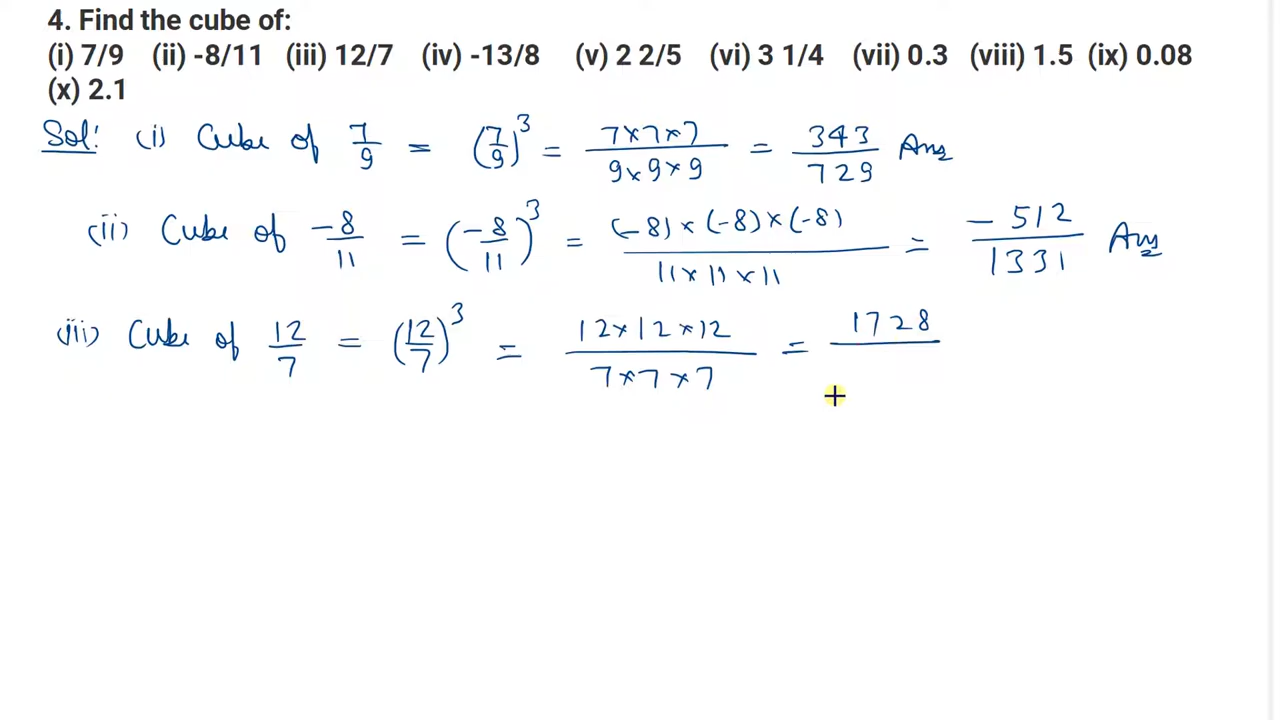 4. Find the cube of:
(i) 7/9 (ii) -8/11 (iii) 12/7 (iv) -13/8 (v) 2 2/5 (vi) 3 1/4 (vii) 0.3 (viii) 1.5 (ix) 0.08
(x) 2.1
Sol: (i) Cube of 7/9 = (7/9)³ = 7×7×7 / 9×9×9 = 343/729 Ans
(ii) Cube of -8/11 = (-8/11)³ = (-8)×(-8)×(-8) / 11×11×11 = -512/1331 Ans
(iii) Cube of 12/7 = (12/7)³ = 12×12×12 / 7×7×7 = 1728/